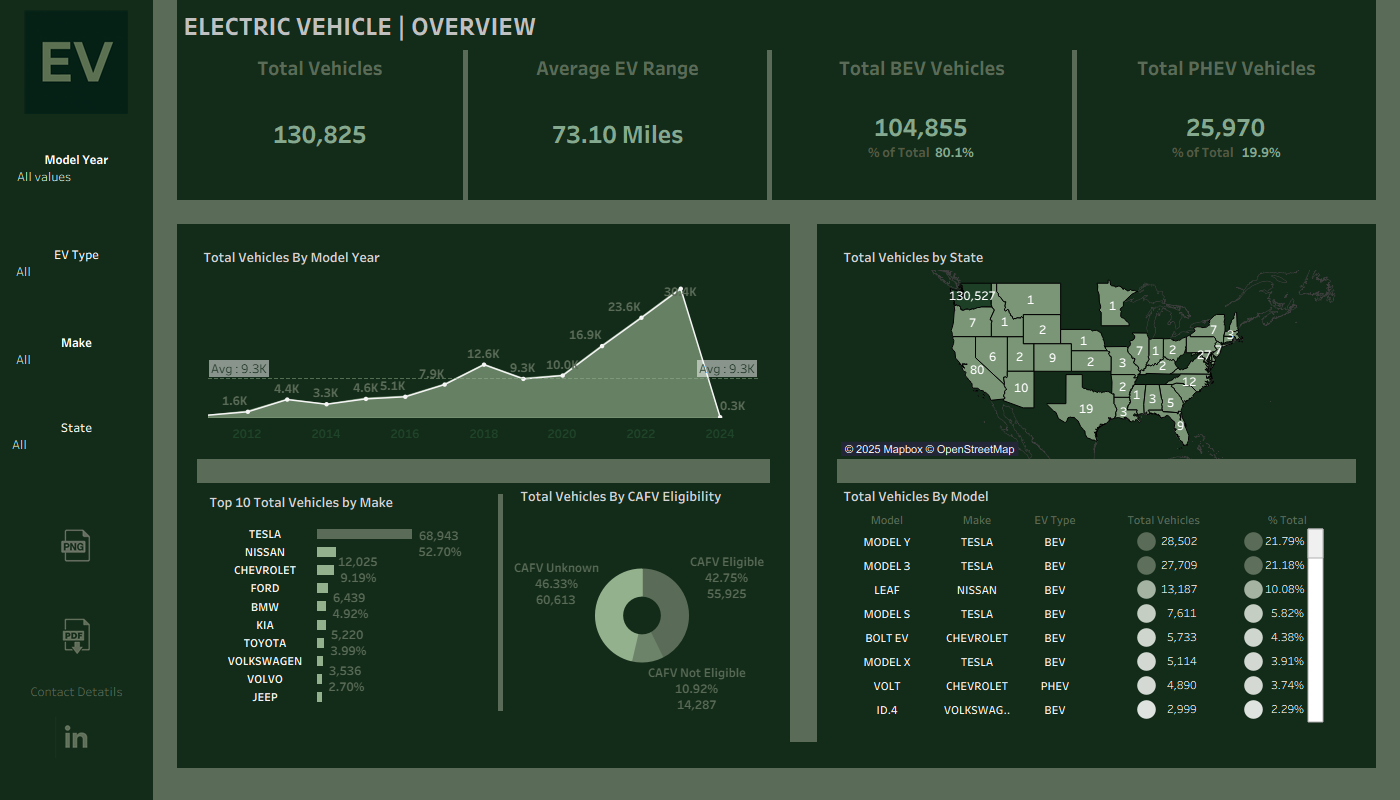 EV
Model Year
All values
EV Type
All
Make
All
State
All
PNG
PDF
Contact Detatils
in
ELECTRIC VEHICLE | OVERVIEW
Total Vehicles
130,825
Average EV Range
73.10 Miles
Total BEV Vehicles
104,855
% of Total 80.1%
Total PHEV Vehicles
25,970
% of Total 19.9%
Total Vehicles By Model Year
30.4K
23.6K
16.9K
12.6K
Avg : 9.3K
7.9K
9.3K
10.0K
Avg : 9.3K
1.6K
4.4K
3.3K
4.6K
5.1K
0.3K
2012
2014
2016
2018
2020
2022
2024
Total Vehicles by State
130,527
1
1
7
1
2
7
3
6
2
9
1
2
7
1
2
27
7
80
3
2
10
2
12
19
3
1
3
5
9
© 2025 Mapbox © OpenStreetMap
Top 10 Total Vehicles by Make
TESLA
68,943
52.70%
NISSAN
12,025
9.19%
CHEVROLET
FORD
6,439
4.92%
BMW
KIA
5,220
3.99%
TOYOTA
VOLKSWAGEN
3,536
2.70%
VOLVO
JEEP
Total Vehicles By CAFV Eligibility
CAFV Unknown
46.33%
60,613
CAFV Eligible
42.75%
55,925
CAFV Not Eligible
10.92%
14,287
Total Vehicles By Model
Model Make EV Type Total Vehicles % Total
MODEL Y TESLA BEV 28,502 21.79%
MODEL 3 TESLA BEV 27,709 21.18%
LEAF NISSAN BEV 13,187 10.08%
MODEL S TESLA BEV 7,611 5.82%
BOLT EV CHEVROLET BEV 5,733 4.38%
MODEL X TESLA BEV 5,114 3.91%
VOLT CHEVROLET PHEV 4,890 3.74%
ID.4 VOLKSWAG.. BEV 2,999 2.29%